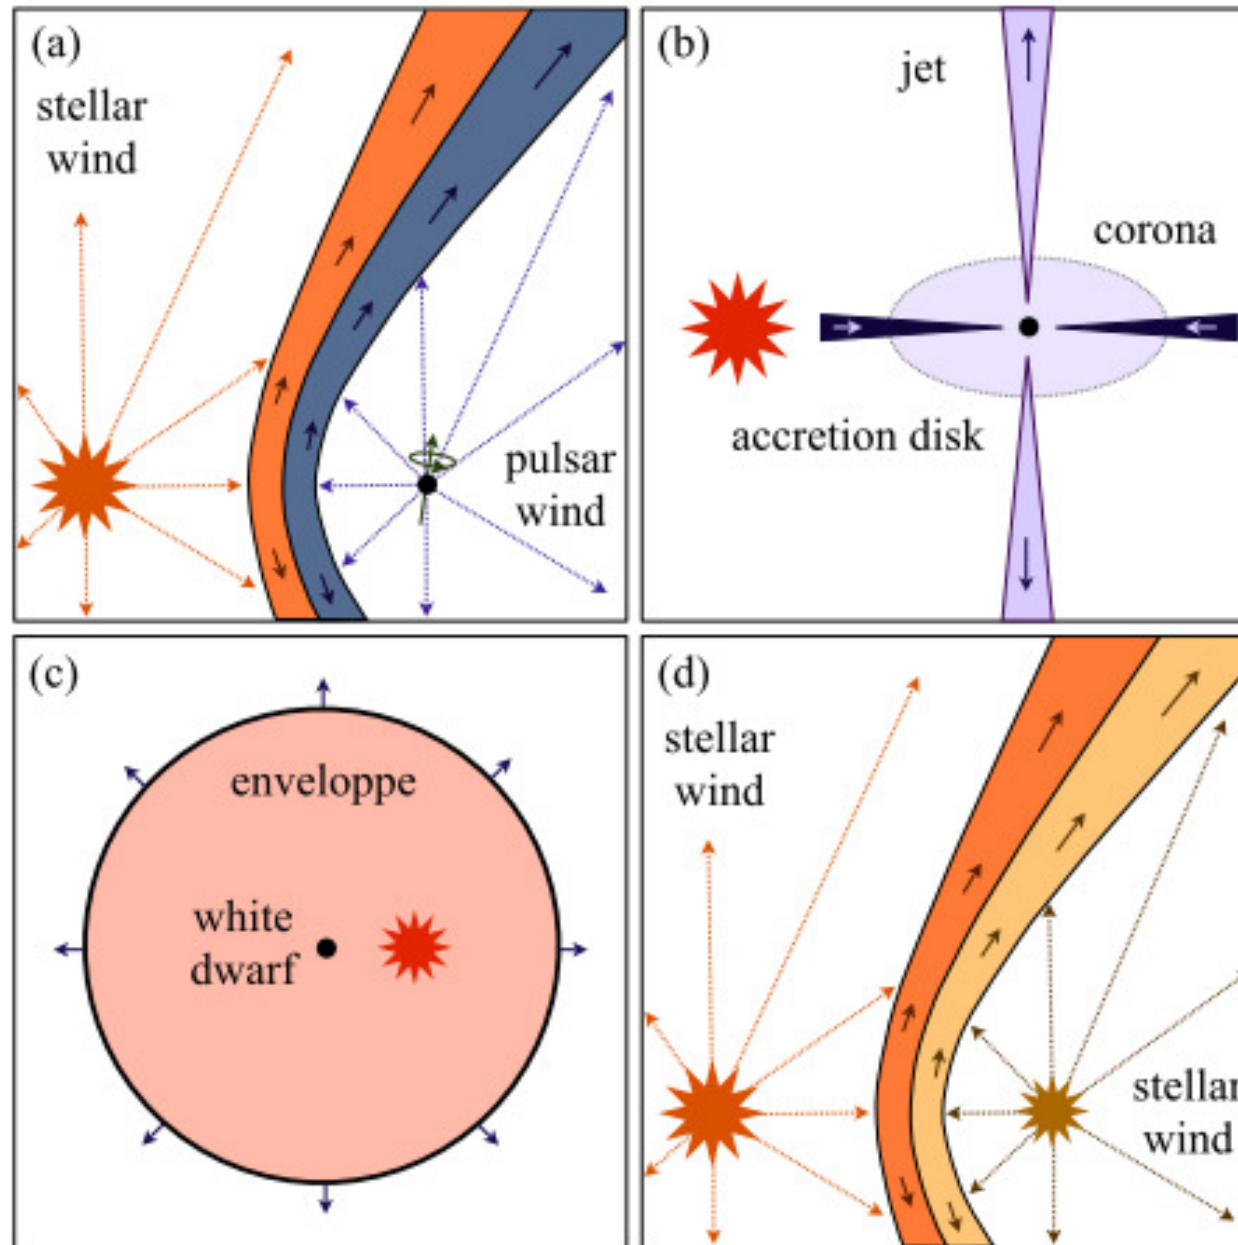 (a)
stellar
wind
pulsar
wind
(b)
jet
corona
accretion disk
(c)
enveloppe
white
dwarf
(d)
stellar
wind
stellar
wind